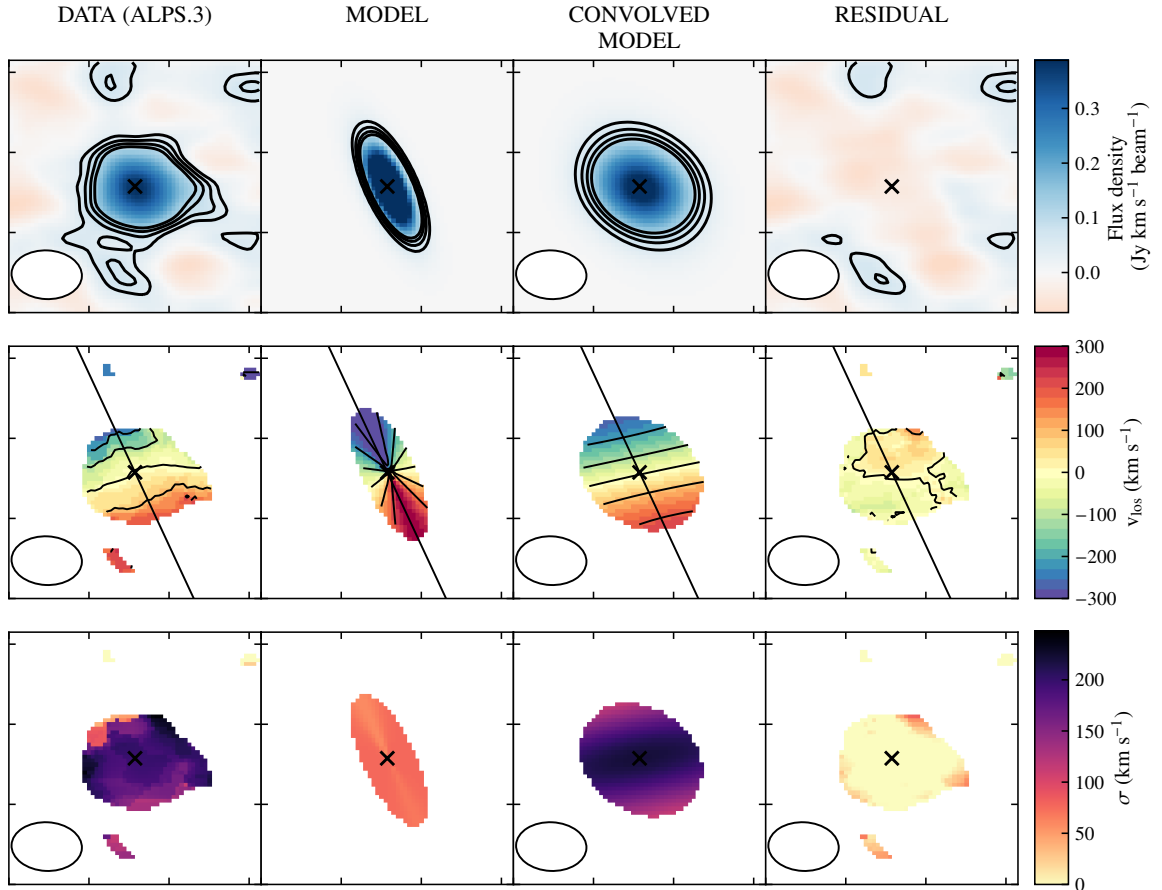 DATA (ALPS.3)
MODEL
CONVOLVED
MODEL
RESIDUAL
0.3
0.2
0.1
0.0
Flux density
(Jy km s⁻¹ beam⁻¹)
300
200
100
0
−100
−200
−300
v_los (km s⁻¹)
200
150
100
50
0
σ (km s⁻¹)